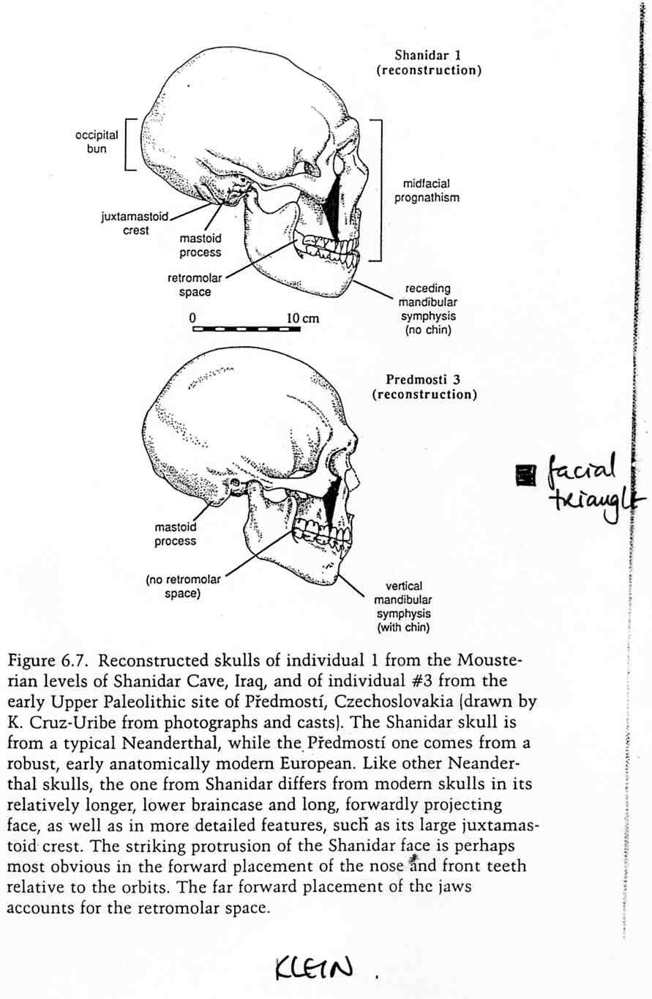 Shanidar 1
(reconstruction)
occipital
bun
midfacial
prognathism
juxtamastoid
crest
mastoid
process
retromolar
space
receding
mandibular
symphysis
(no chin)
0 10 cm
Predmosti 3
(reconstruction)
facial
triangle
mastoid
process
(no retromolar
space)
vertical
mandibular
symphysis
(with chin)
Figure 6.7. Reconstructed skulls of individual 1 from the Mouste-
rian levels of Shanidar Cave, Iraq, and of individual #3 from the
early Upper Paleolithic site of Předmostí, Czechoslovakia (drawn by
K. Cruz-Uribe from photographs and casts). The Shanidar skull is
from a typical Neanderthal, while the Předmostí one comes from a
robust, early anatomically modern European. Like other Neander-
thal skulls, the one from Shanidar differs from modern skulls in its
relatively longer, lower braincase and long, forwardly projecting
face, as well as in more detailed features, such as its large juxtamas-
toid crest. The striking protrusion of the Shanidar face is perhaps
most obvious in the forward placement of the nose and front teeth
relative to the orbits. The far forward placement of the jaws
accounts for the retromolar space.
KLEIN .